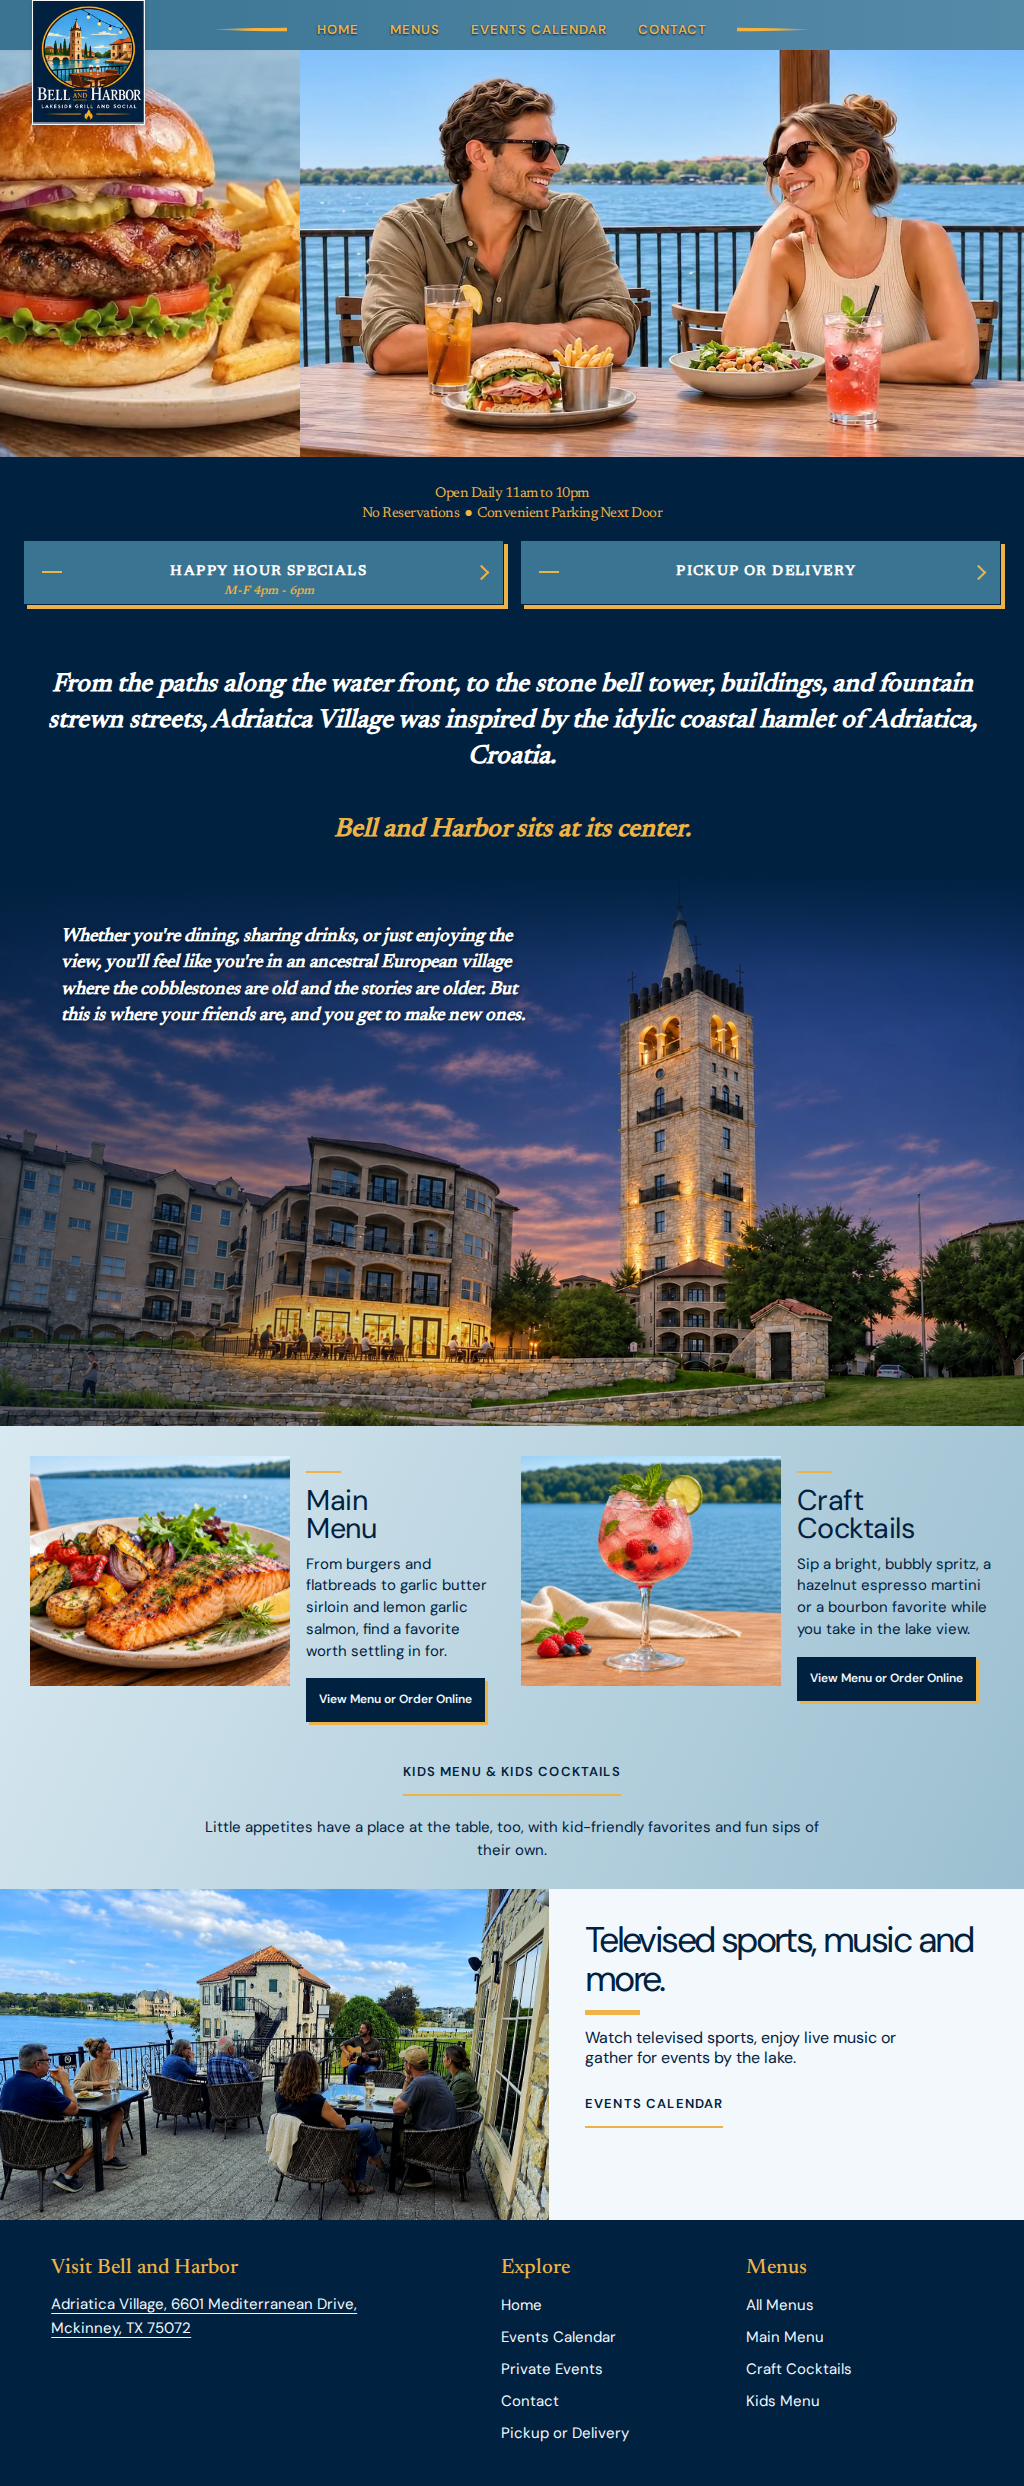 HOME MENUS EVENTS CALENDAR CONTACT
BELL AND HARBOR
LAKESIDE GRILL AND SOCIAL
Open Daily 11am to 10pm
No Reservations ● Convenient Parking Next Door
HAPPY HOUR SPECIALS
M-F 4pm - 6pm
PICKUP OR DELIVERY
From the paths along the water front, to the stone bell tower, buildings, and fountain
strewn streets, Adriatica Village was inspired by the idylic coastal hamlet of Adriatica,
Croatia.
Bell and Harbor sits at its center.
Whether you're dining, sharing drinks, or just enjoying the
view, you'll feel like you're in an ancestral European village
where the cobblestones are old and the stories are older. But
this is where your friends are, and you get to make new ones.
Main
Menu
From burgers and
flatbreads to garlic butter
sirloin and lemon garlic
salmon, find a favorite
worth settling in for.
View Menu or Order Online
Craft
Cocktails
Sip a bright, bubbly spritz, a
hazelnut espresso martini
or a bourbon favorite while
you take in the lake view.
View Menu or Order Online
KIDS MENU & KIDS COCKTAILS
Little appetites have a place at the table, too, with kid-friendly favorites and fun sips of
their own.
Televised sports, music and
more.
Watch televised sports, enjoy live music or
gather for events by the lake.
EVENTS CALENDAR
Visit Bell and Harbor
Adriatica Village, 6601 Mediterranean Drive,
Mckinney, TX 75072
Explore
Home
Events Calendar
Private Events
Contact
Pickup or Delivery
Menus
All Menus
Main Menu
Craft Cocktails
Kids Menu